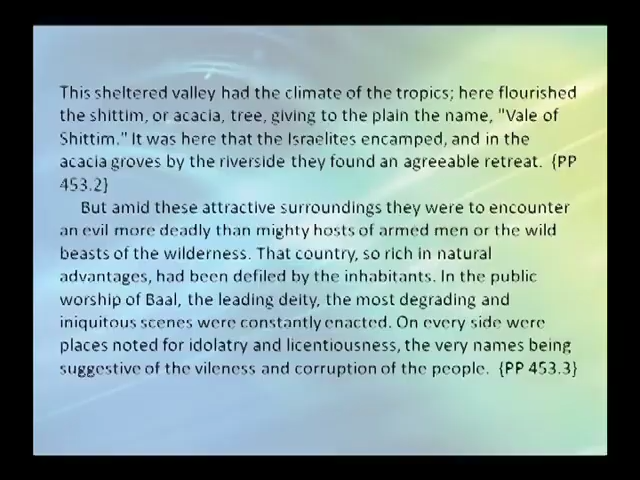 This sheltered valley had the climate of the tropics; here flourished
the shittim, or acacia, tree, giving to the plain the name, "Vale of
Shittim." It was here that the Israelites encamped, and in the
acacia groves by the riverside they found an agreeable retreat.  {PP
453.2}
But amid these attractive surroundings they were to encounter
an evil more deadly than mighty hosts of armed men or the wild
beasts of the wilderness. That country, so rich in natural
advantages, had been defiled by the inhabitants. In the public
worship of Baal, the leading deity, the most degrading and
iniquitous scenes were constantly enacted. On every side were
places noted for idolatry and licentiousness, the very names being
suggestive of the vileness and corruption of the people.  {PP 453.3}